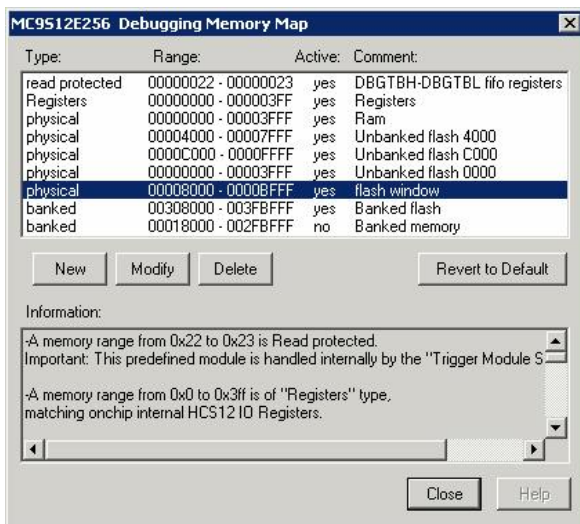 MC9S12E256 Debugging Memory Map
Type: Range: Active: Comment:
read protected 00000022 - 00000023 yes DBGTBH-DBGTBL fifo registers
Registers 00000000 - 000003FF yes Registers
physical 00000000 - 00003FFF yes Ram
physical 00004000 - 00007FFF yes Unbanked flash 4000
physical 0000C000 - 0000FFFF yes Unbanked flash C000
physical 00000000 - 00003FFF yes Unbanked flash 0000
physical 00008000 - 0000BFFF yes flash window
banked 00308000 - 003FBFFF yes Banked flash
banked 00018000 - 002FBFFF no Banked memory
New Modify Delete Revert to Default
Information:
-A memory range from 0x22 to 0x23 is Read protected.
Important: This predefined module is handled internally by the "Trigger Module S
-A memory range from 0x0 to 0x3ff is of "Registers" type,
matching onchip internal HCS12 IO Registers.
Close Help